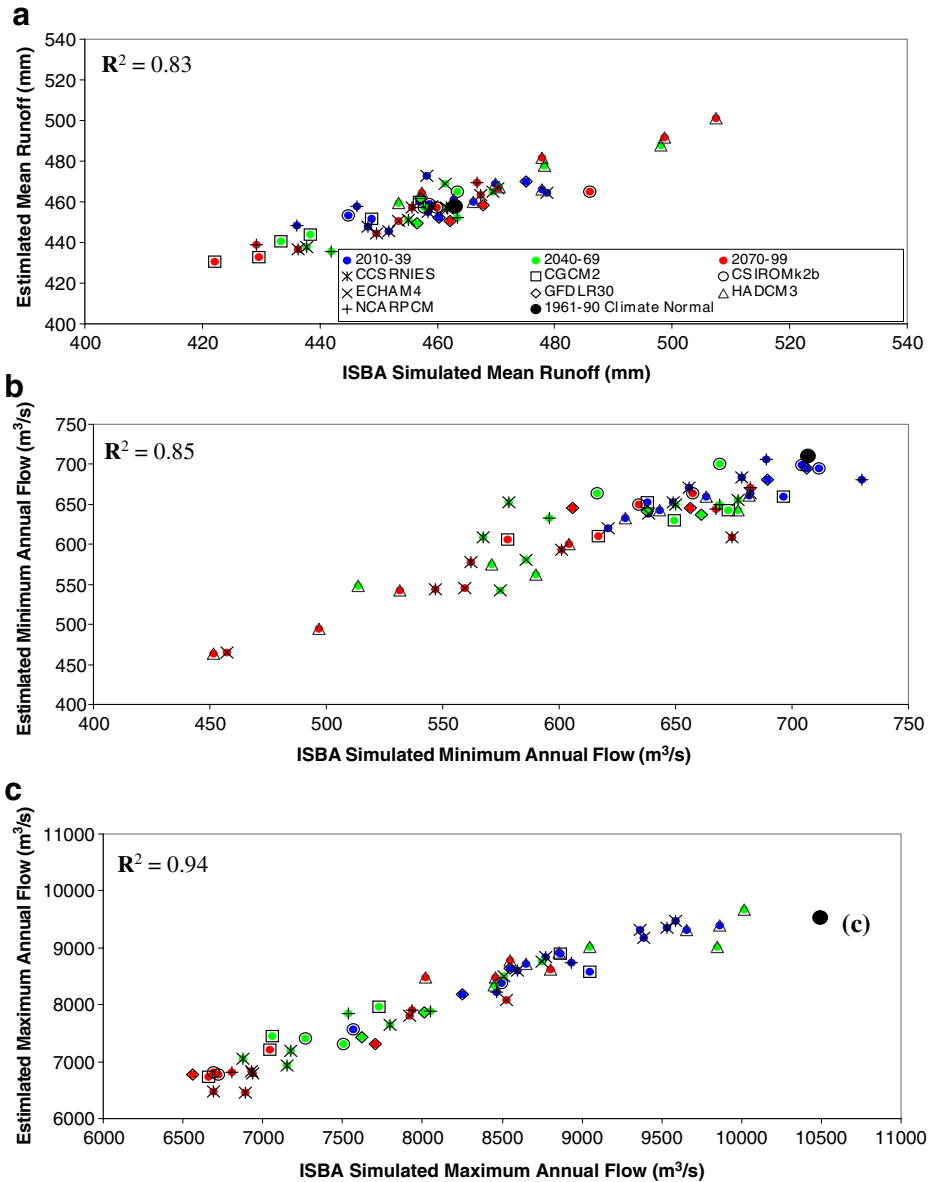 a
R² = 0.83
Estimlated Mean Runoff (mm)
540
520
500
480
460
440
420
400
2010-39 2040-69 2070-99
CCSRNIES CGCM2 CSIROMk2b
ECHAM4 GFDLR30 HADCM3
NCARPCM 1961-90 Climate Normal
400 420 440 460 480 500 520 540
ISBA Simulated Mean Runoff (mm)
b
R² = 0.85
Estimlated Minimum Annual Flow (m³/s)
750
700
650
600
550
500
450
400
400 450 500 550 600 650 700 750
ISBA Simulated Minimum Annual Flow (m³/s)
c
R² = 0.94
(c)
Estimlated Maximum Annual Flow (m³/s)
11000
10000
9000
8000
7000
6000
6000 6500 7000 7500 8000 8500 9000 9500 10000 10500 11000
ISBA Simulated Maximum Annual Flow (m³/s)